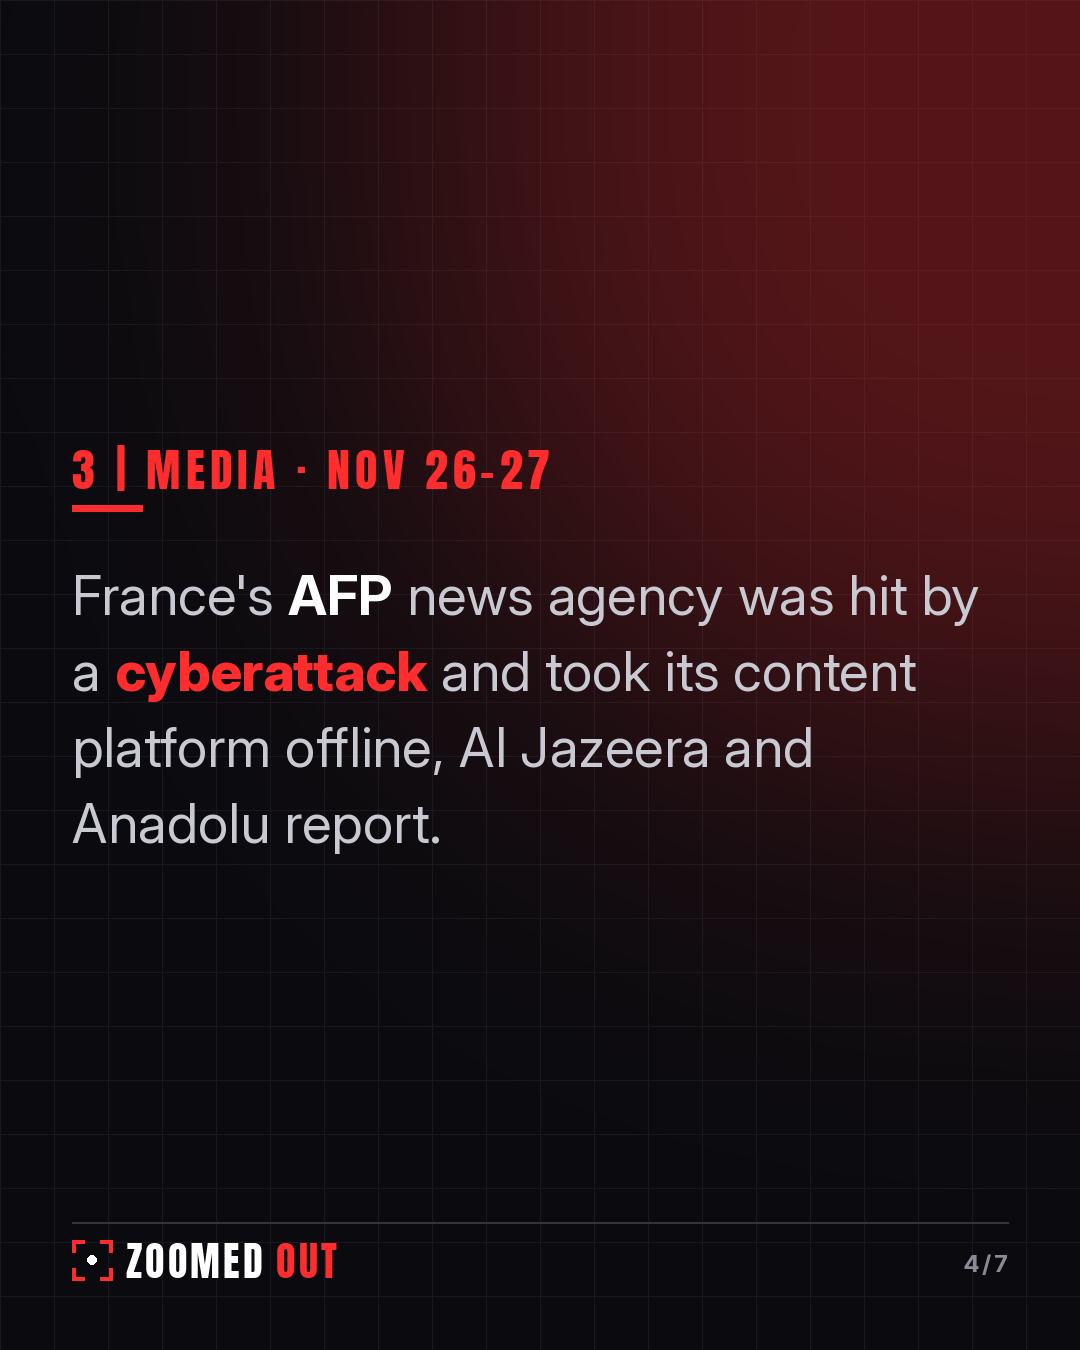 3 | MEDIA · NOV 26-27
France's AFP news agency was hit by
a cyberattack and took its content
platform offline, Al Jazeera and
Anadolu report.
ZOOMED OUT
4/7